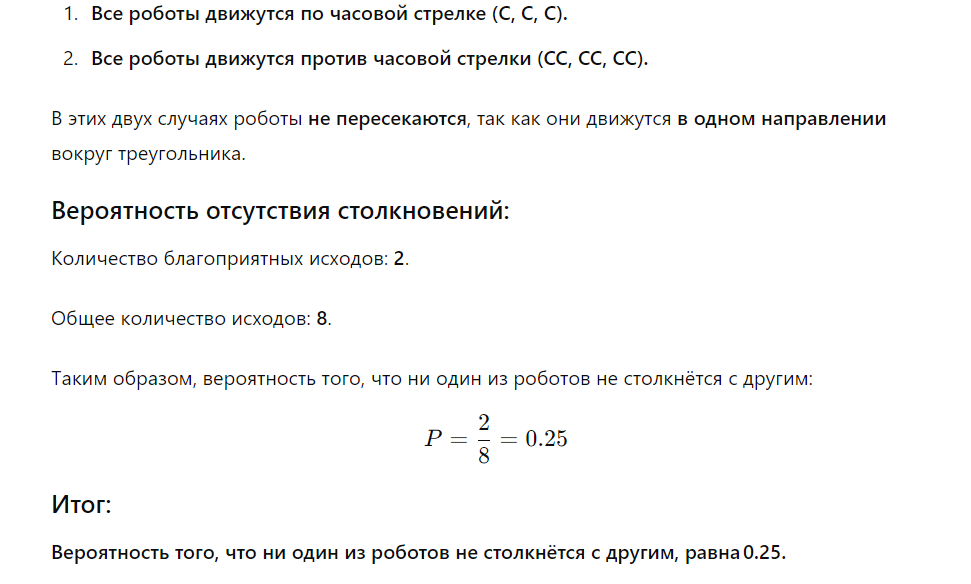 1. Все роботы движутся по часовой стрелке (C, C, C).
2. Все роботы движутся против часовой стрелки (CC, CC, CC).
В этих двух случаях роботы не пересекаются, так как они движутся в одном направлении
вокруг треугольника.
Вероятность отсутствия столкновений:
Количество благоприятных исходов: 2.
Общее количество исходов: 8.
Таким образом, вероятность того, что ни один из роботов не столкнётся с другим:
P = 2/8 = 0.25
Итог:
Вероятность того, что ни один из роботов не столкнётся с другим, равна 0.25.